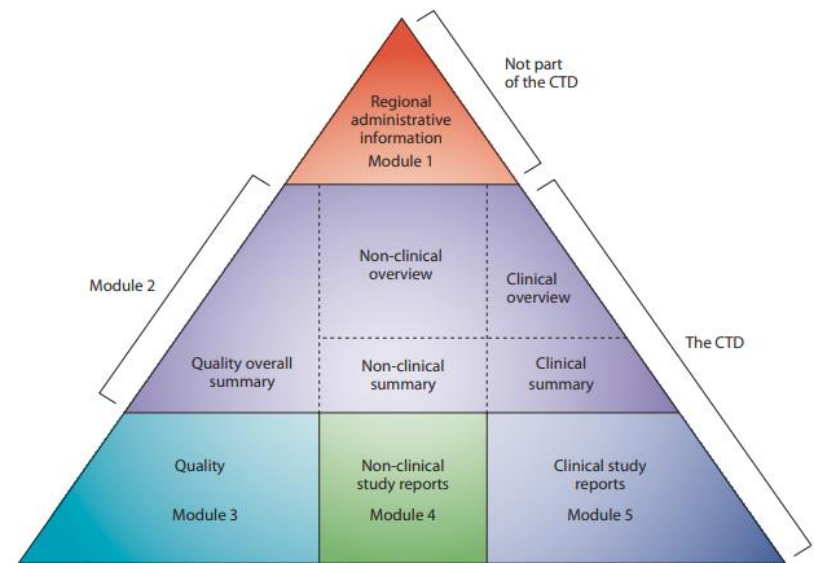 Not part
of the CTD
Regional
administrative
information
Module 1
Module 2
Non-clinical
overview
Clinical
overview
The CTD
Quality overall
summary
Non-clinical
summary
Clinical
summary
Quality
Module 3
Non-clinical
study reports
Module 4
Clinical study
reports
Module 5